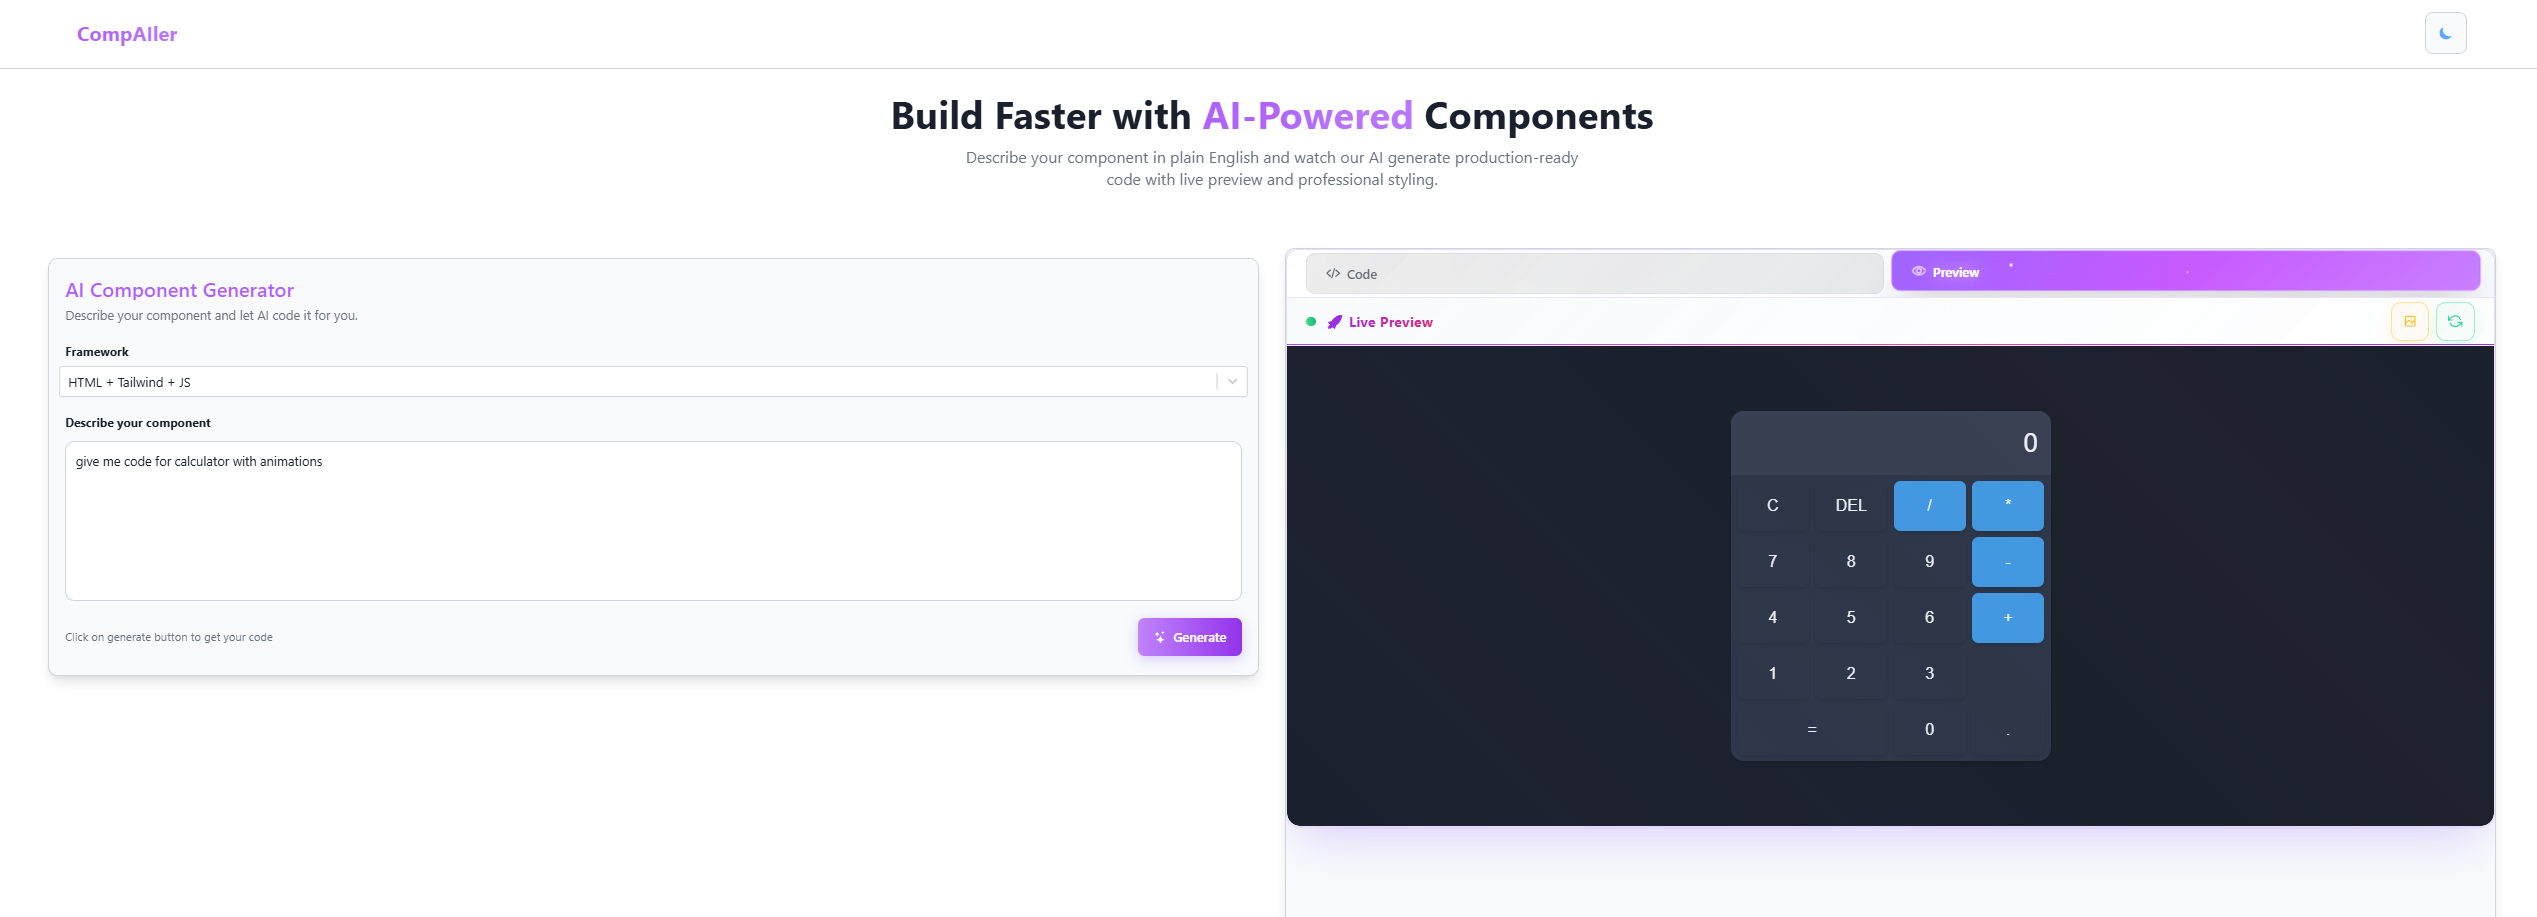 CompAIler
Build Faster with AI-Powered Components
Describe your component in plain English and watch our AI generate production-ready
code with live preview and professional styling.
AI Component Generator
Describe your component and let AI code it for you.
Framework
HTML + Tailwind + JS
Describe your component
give me code for calculator with animations
Click on generate button to get your code
Generate
</> Code
Preview
Live Preview
0
C DEL / *
7 8 9 -
4 5 6 +
1 2 3
= 0 .